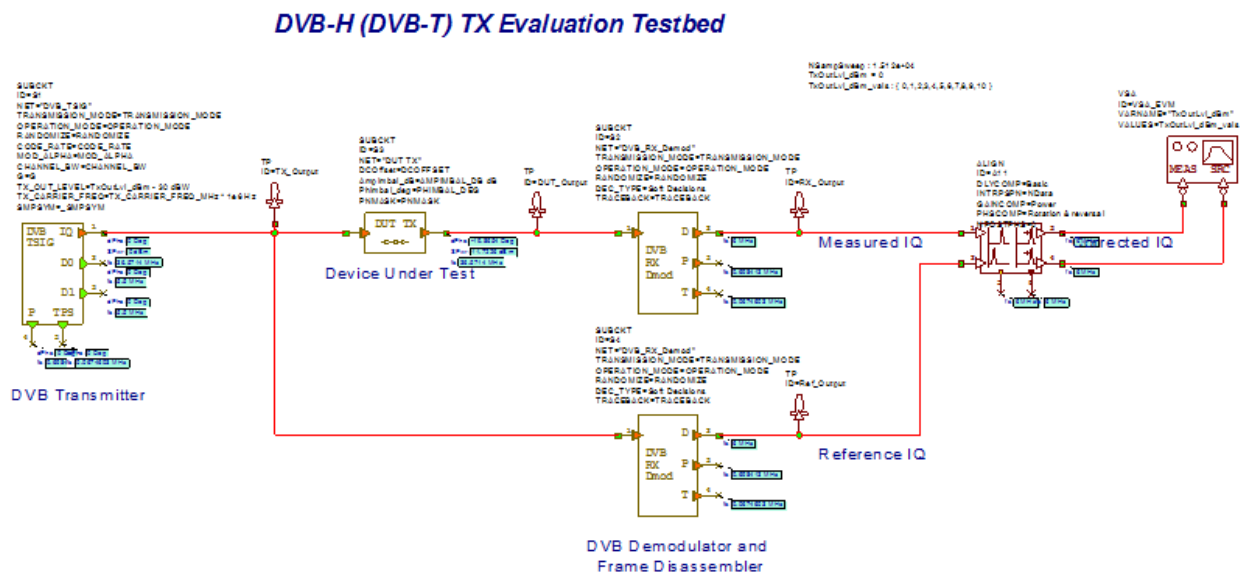 DVB-H (DVB-T) TX Evaluation Testbed
SUBCKT
ID=S1
NET="DVB_TSIG"
TRANSMISSION_MODE=TRANSMISSION_MODE
OPERATION_MODE=OPERATION_MODE
RANDOMIZE=RANDOMIZE
CODE_RATE=CODE_RATE
MOD_ALPHA=MOD_ALPHA
CHANNEL_BW=CHANNEL_BW
G=G
TX_OUT_LEVEL=TxOutLvl_dBm - 30 dBW
TX_CARRIER_FREQ=TX_CARRIER_FREQ_MHz * 1e6Hz
SMPSYM=_SMPSYM
DVB
TSIG
IQ
D0
D1
P TPS
DVB Transmitter
TP
ID=TX_Output
SUBCKT
ID=S3
NET="DUT TX"
DCOffset=DCOFFSET
AmpImbal_dB=AMPIMBAL_DB dB
PhImbal_deg=PHIMBAL_DEG
PNMASK=PNMASK
DUT TX
Device Under Test
TP
ID=DUT_Output
SUBCKT
ID=S2
NET="DVB_RX_Demod"
TRANSMISSION_MODE=TRANSMISSION_MODE
OPERATION_MODE=OPERATION_MODE
RANDOMIZE=RANDOMIZE
DEC_TYPE=Soft Decisions
TRACEBACK=TRACEBACK
DVB
RX
Dmod
D
P
T
TP
ID=RX_Output
Measured IQ
NSampSweep : 1.512e+04
TxOutLvl_dBm = 0
TxOutLvl_dBm_vals : { 0,1,2,3,4,5,6,7,8,9,10 }
ALIGN
ID=A11
DLYCOMP=Basic
INTRPSPN=NData
GAINCOMP=Power
PHSCOMP=Rotation & reversal
VSA
ID=VSA_EVM
VARNAME="TxOutLvl_dBm"
VALUES=TxOutLvl_dBm_vals
MEAS SRC
SUBCKT
ID=S4
NET="DVB_RX_Demod"
TRANSMISSION_MODE=TRANSMISSION_MODE
OPERATION_MODE=OPERATION_MODE
RANDOMIZE=RANDOMIZE
DEC_TYPE=Soft Decisions
TRACEBACK=TRACEBACK
DVB
RX
Dmod
D
P
T
TP
ID=Ref_Output
Reference IQ
DVB Demodulator and
Frame Disassembler